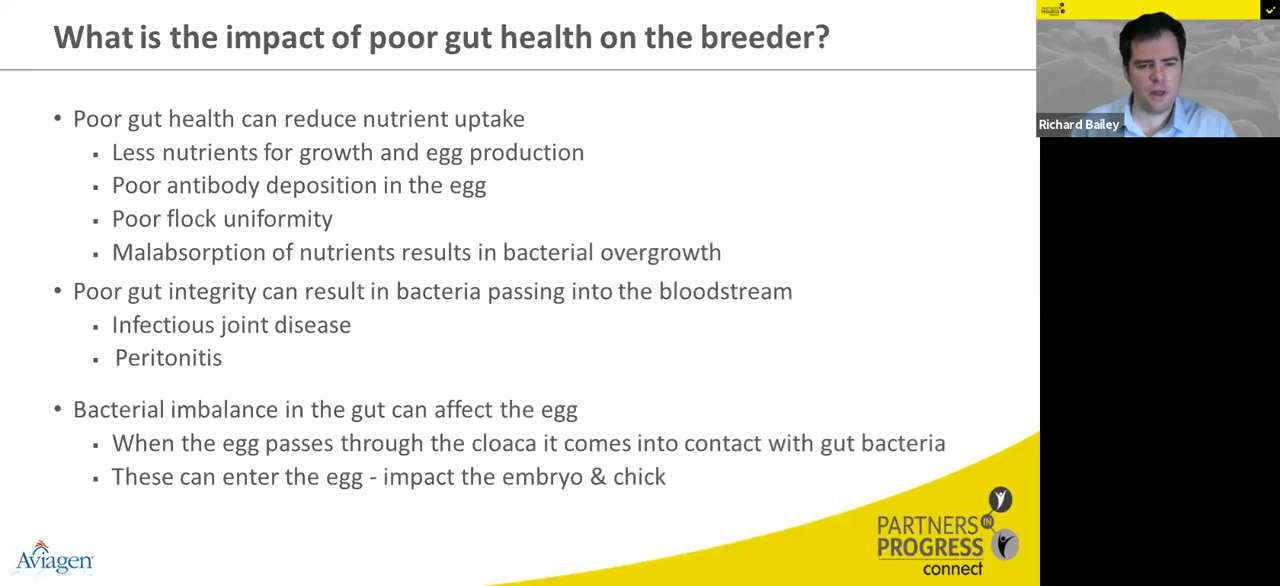 What is the impact of poor gut health on the breeder?
• Poor gut health can reduce nutrient uptake
▪ Less nutrients for growth and egg production
▪ Poor antibody deposition in the egg
▪ Poor flock uniformity
▪ Malabsorption of nutrients results in bacterial overgrowth
• Poor gut integrity can result in bacteria passing into the bloodstream
▪ Infectious joint disease
▪ Peritonitis
• Bacterial imbalance in the gut can affect the egg
▪ When the egg passes through the cloaca it comes into contact with gut bacteria
▪ These can enter the egg - impact the embryo & chick
Aviagen
PARTNERS
IN
PROGRESS
connect
PARTNERS
PROGRESS
Richard Bailey